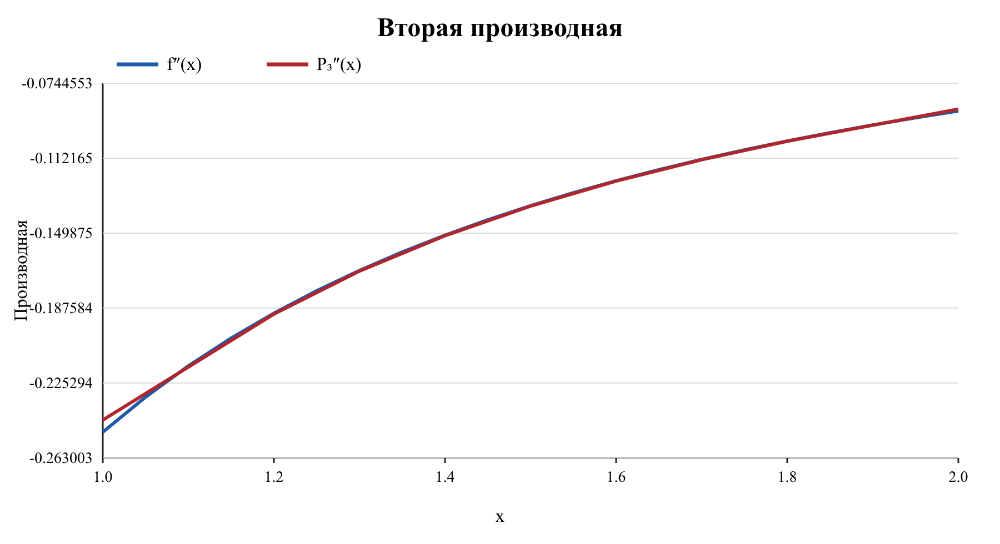 Вторая производная
f″(x)
P₃″(x)
-0.0744553
-0.112165
-0.149875
-0.187584
-0.225294
-0.263003
Производная
1.0
1.2
1.4
1.6
1.8
2.0
x